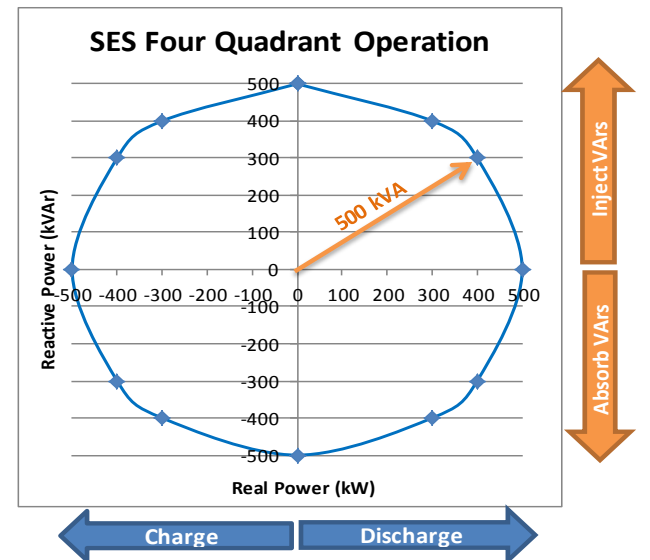 SES Four Quadrant Operation
500
400
300
200
100
0
-500 -400 -300 -200 -100 0 100 200 300 400 500
-100
-200
-300
-400
-500
500 kVA
Reactive Power (kVAr)
Real Power (kW)
Inject VArs
Absorb VArs
Charge
Discharge